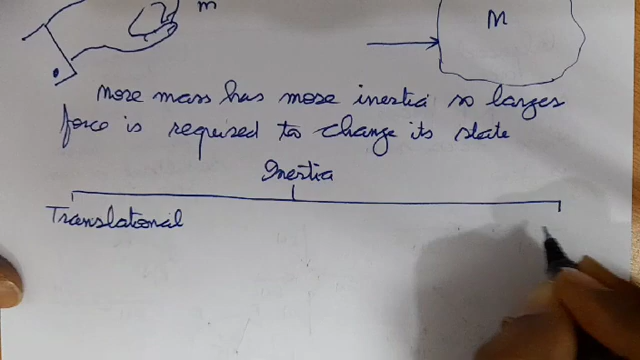 m
M
More mass has more inertia so larger
force is required to change its state
Inertia
Translational